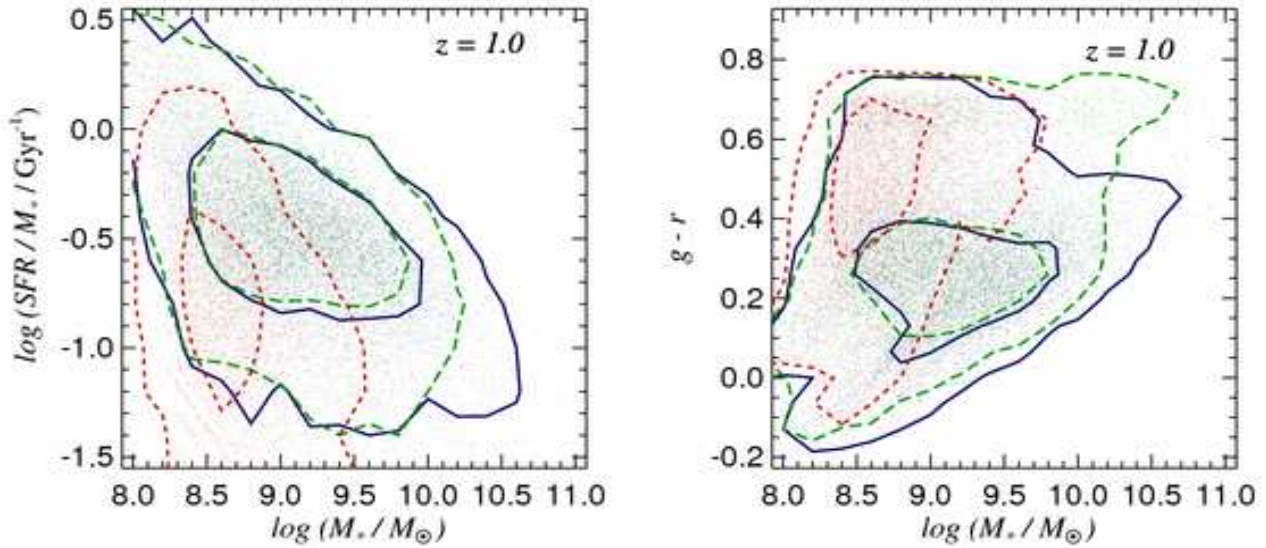 z = 1.0
0.5
0.0
-0.5
-1.0
-1.5
log (SFR / M* / Gyr⁻¹)
8.0 8.5 9.0 9.5 10.0 10.5 11.0
log (M* / M⊙)
z = 1.0
0.8
0.6
0.4
0.2
0.0
-0.2
g - r
8.0 8.5 9.0 9.5 10.0 10.5 11.0
log (M* / M⊙)